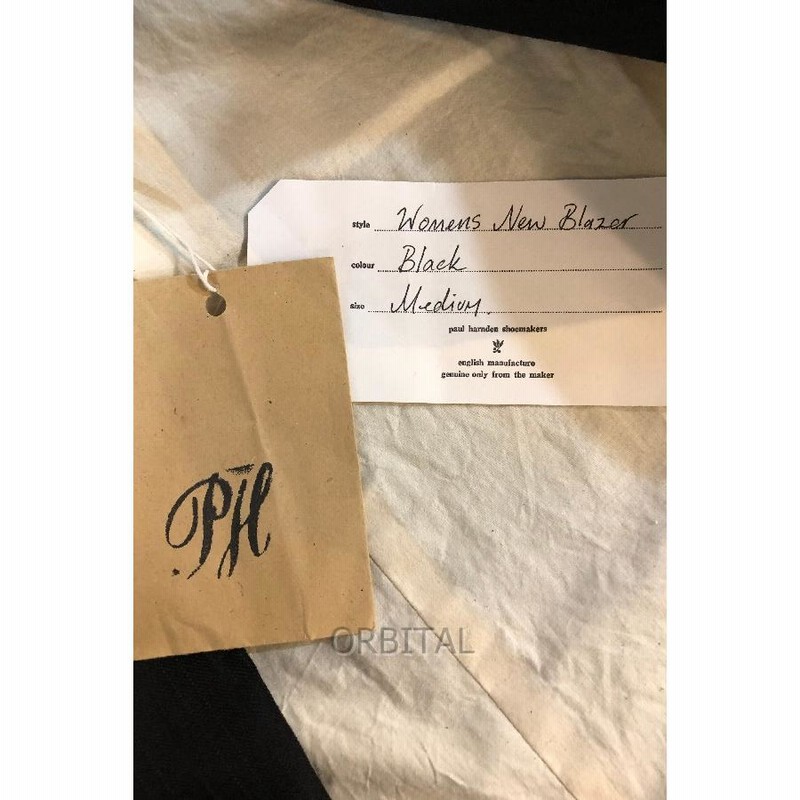 style Womens New Blazer
colour Black
size Medium.
paul harnden shoemakers
english manufacture
genuine only from the maker
PH
ORBITAL